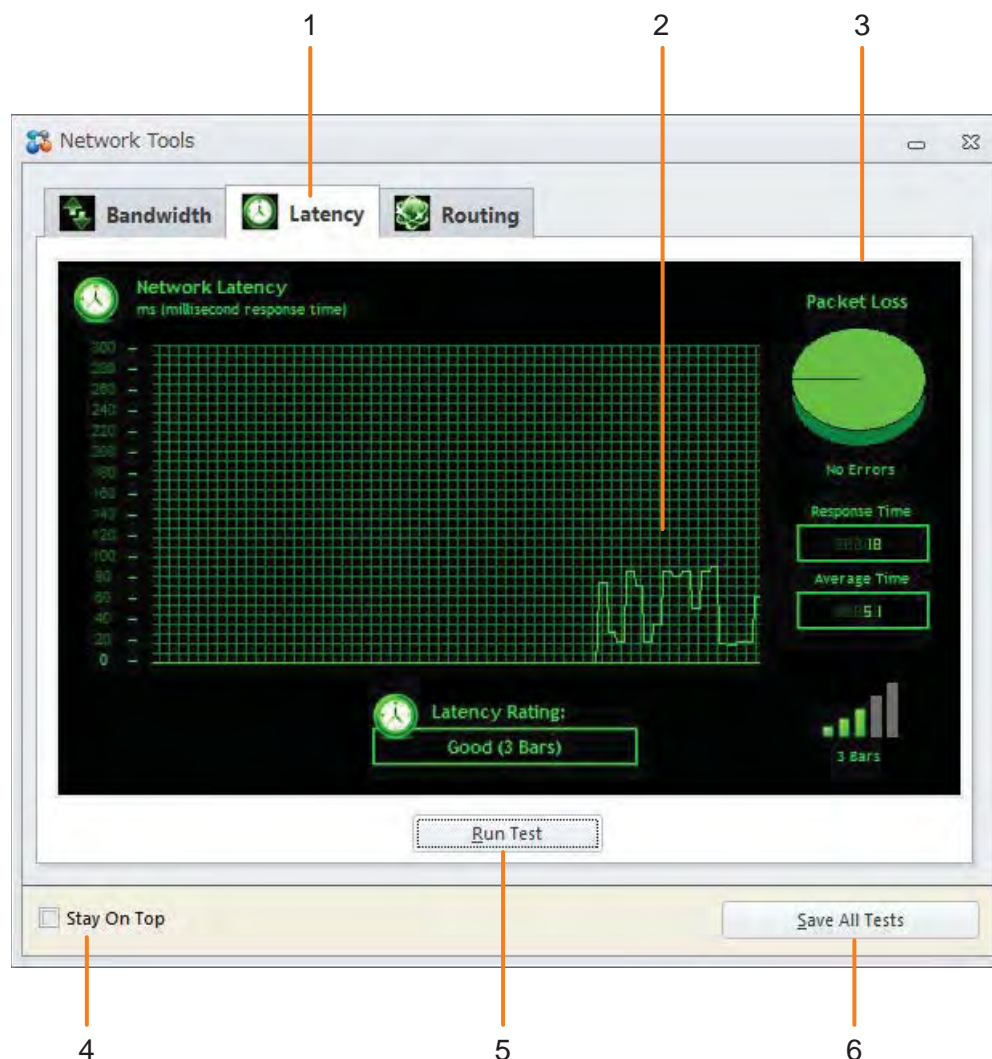 1 2 3
Network Tools
Bandwidth Latency Routing
Network Latency
ms (millisecond response time)
Packet Loss
300
280
260
240
220
200
180
160
140
120
100
80
60
40
20
0
No Errors
Response Time
18
Average Time
51
Latency Rating:
Good (3 Bars)
3 Bars
Run Test
Stay On Top
Save All Tests
4 5 6